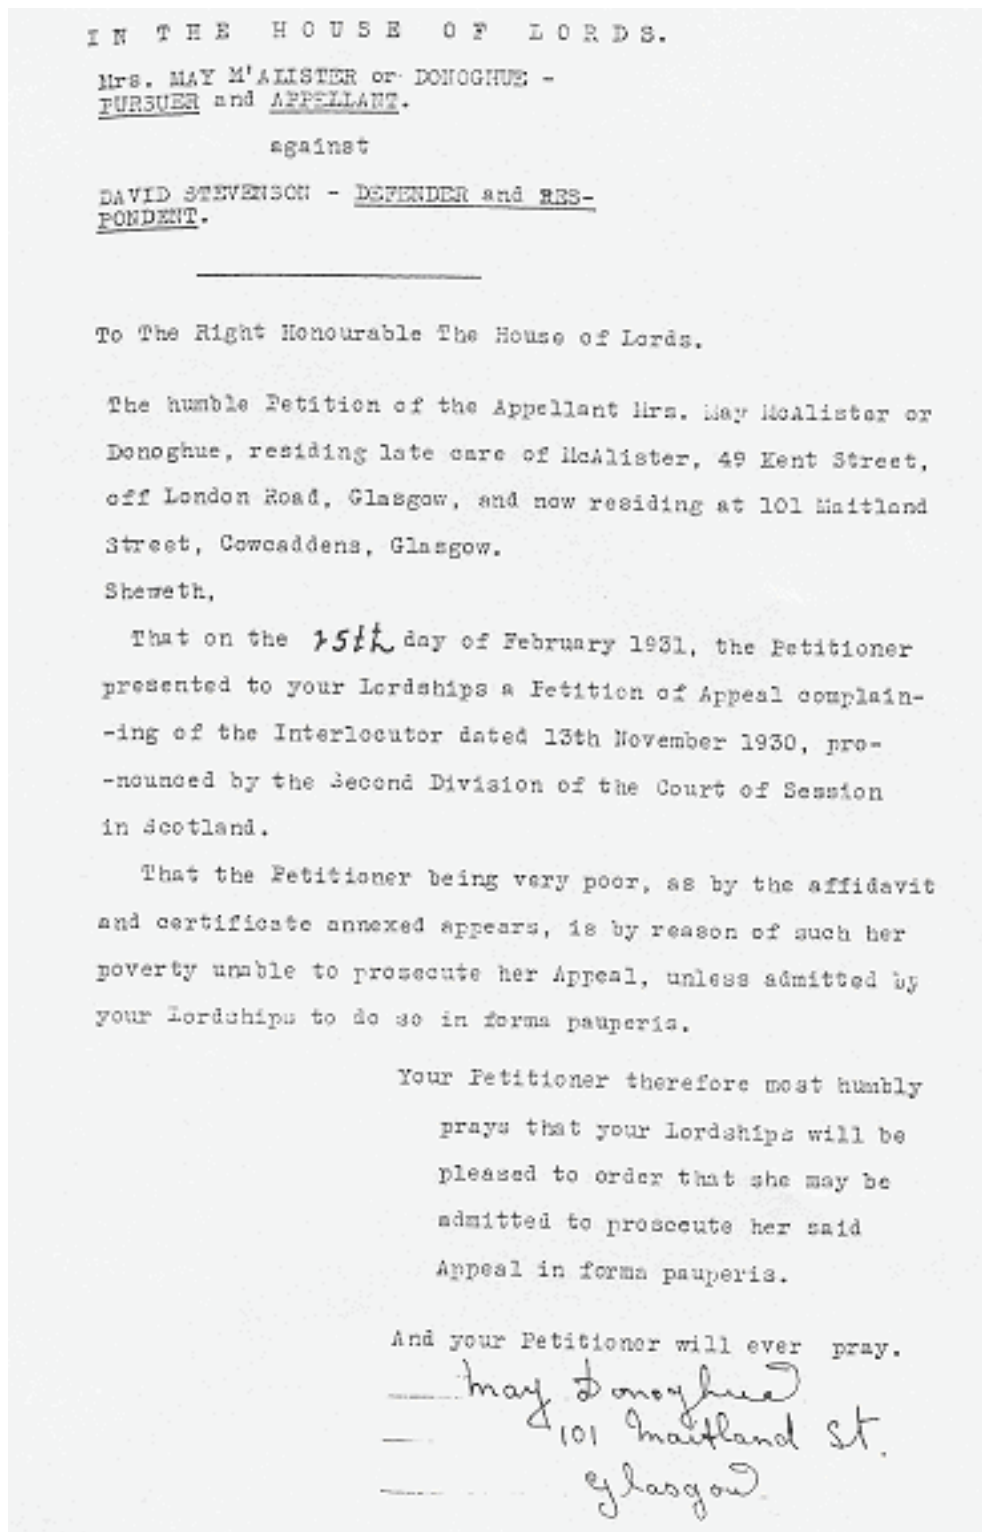 IN THE HOUSE OF LORDS.
Mrs. MAY M'ALISTER or DONOGHUE -
PURSUER and APPELLANT.
against
DAVID STEVENSON - DEFENDER and RES-
PONDENT.
To The Right Honourable The House of Lords.
The humble Petition of the Appellant Mrs. May McAlister or
Donoghue, residing late care of McAlister, 49 Kent Street,
off London Road, Glasgow, and now residing at 101 Maitland
Street, Cowcaddens, Glasgow.
Sheweth,
That on the day of February 1931, the Petitioner
presented to your Lordships a Petition of Appeal complain-
-ing of the Interlocutor dated 13th November 1930, pro-
-nounced by the Second Division of the Court of Session
in Scotland.
That the Petitioner being very poor, as by the affidavit
and certificate annexed appears, is by reason of such her
poverty unable to prosecute her Appeal, unless admitted by
your Lordships to do so in forma pauperis.
Your Petitioner therefore most humbly
prays that your Lordships will be
pleased to order that she may be
admitted to prosecute her said
Appeal in forma pauperis.
And your Petitioner will ever pray.
May Donoghue
101 Maitland St.
Glasgow